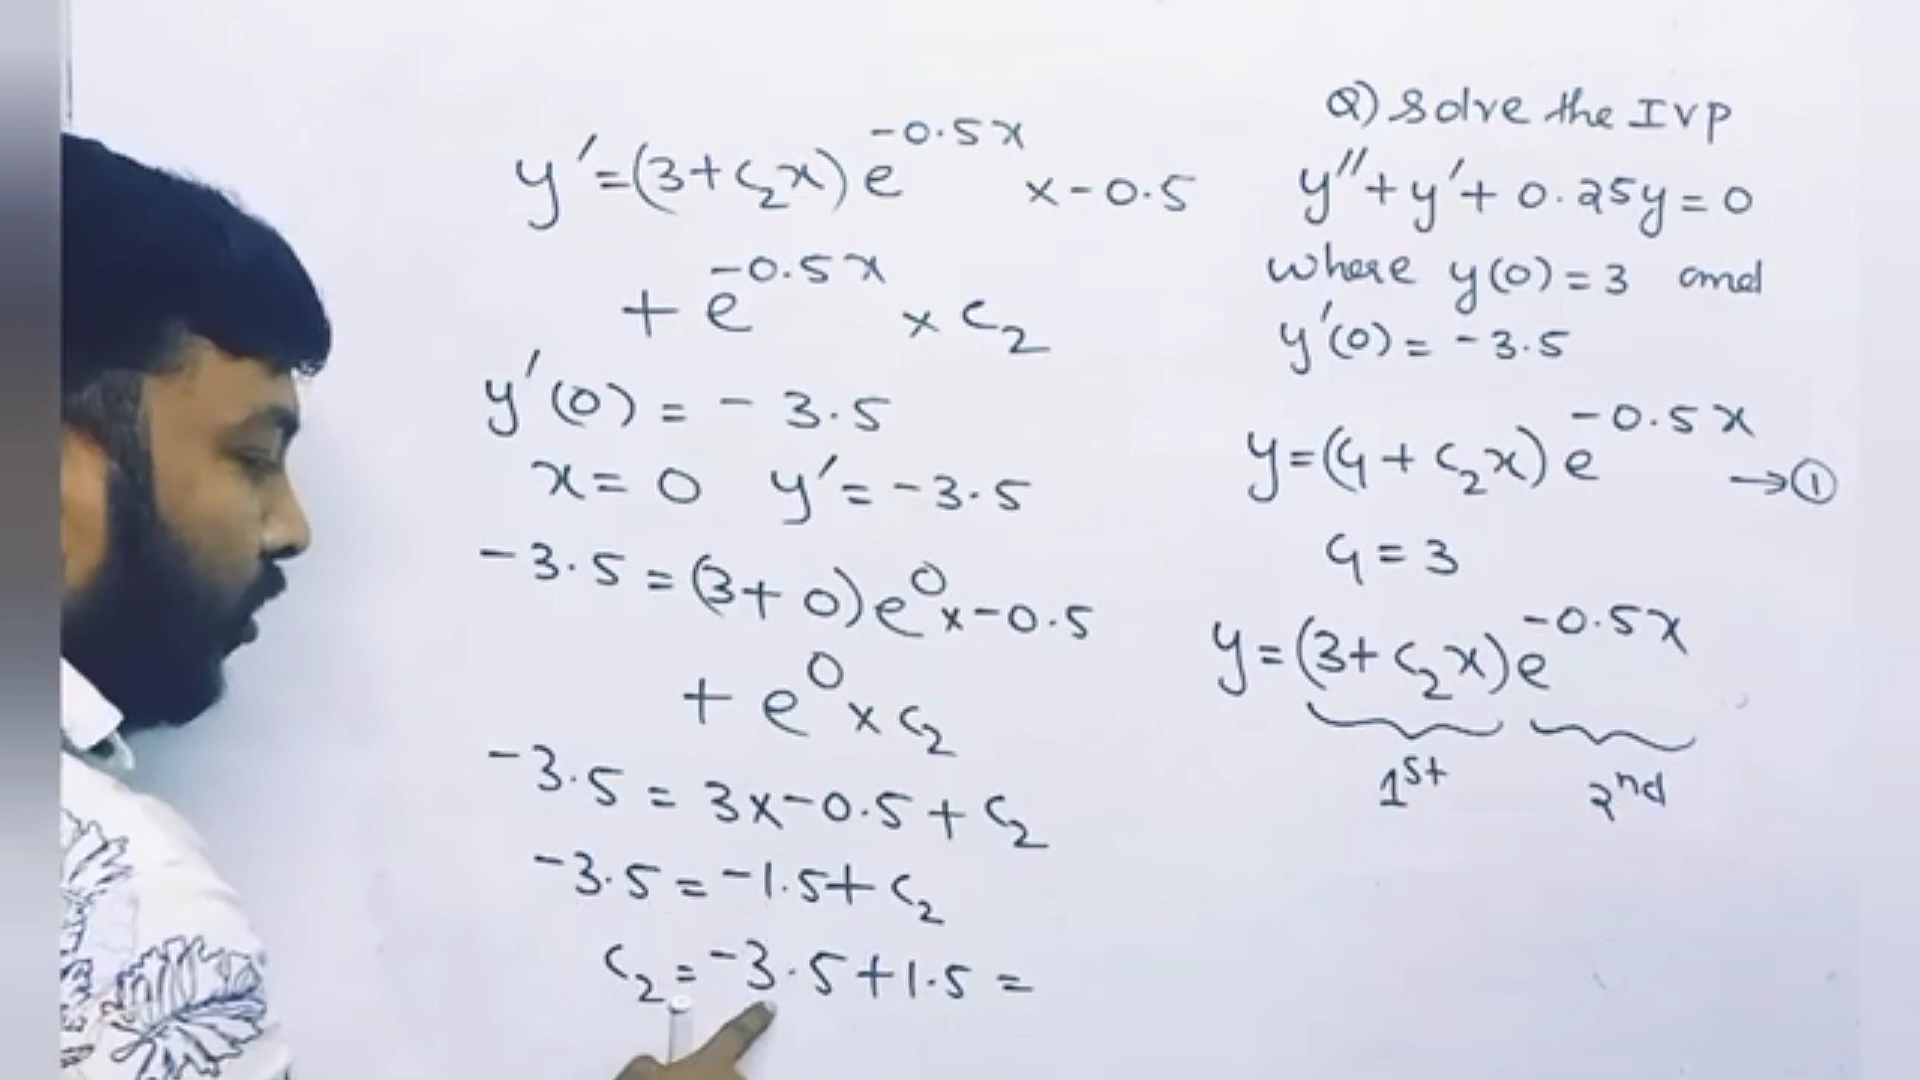 Q) Solve the IVP
y″+y′+0.25y=0
where y(0)=3 and
y′(0)=-3.5
y=(c₁+c₂x)e^{-0.5x} →①
c₁=3
y=(3+c₂x)e^{-0.5x}
1st 2nd
y′=(3+c₂x)e^{-0.5x}×-0.5
+e^{-0.5x}×c₂
y′(0)=-3.5
x=0 y′=-3.5
-3.5=(3+0)e⁰×-0.5
+e⁰×c₂
-3.5=3×-0.5+c₂
-3.5=-1.5+c₂
c₂=-3.5+1.5=